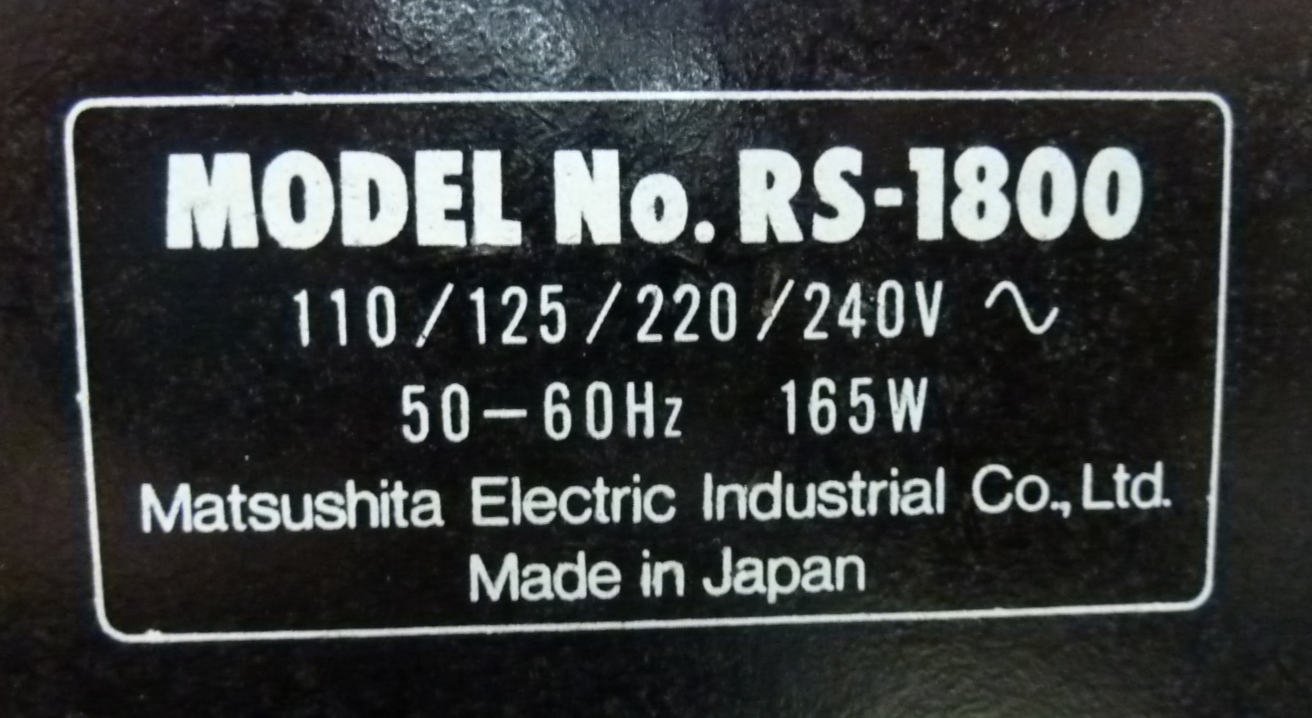 MODEL No. RS-1800
110/125/220/240V ∿
50-60Hz 165W
Matsushita Electric Industrial Co., Ltd.
Made in Japan